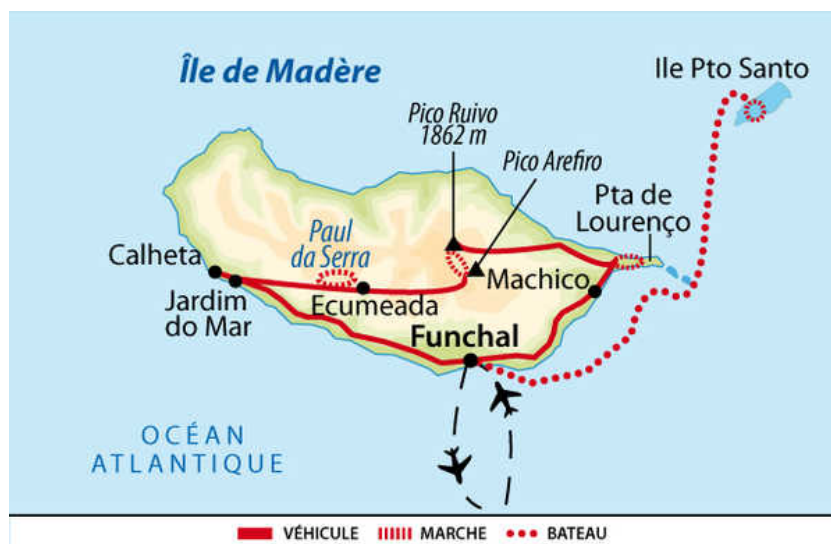 Île de Madère
Ile Pto Santo
Pico Ruivo
1862 m
Pico Arefiro
Pta de
Lourenço
Paul
da Serra
Calheta
Jardim
do Mar
Ecumeada
Machico
Funchal
OCÉAN
ATLANTIQUE
VÉHICULE MARCHE BATEAU